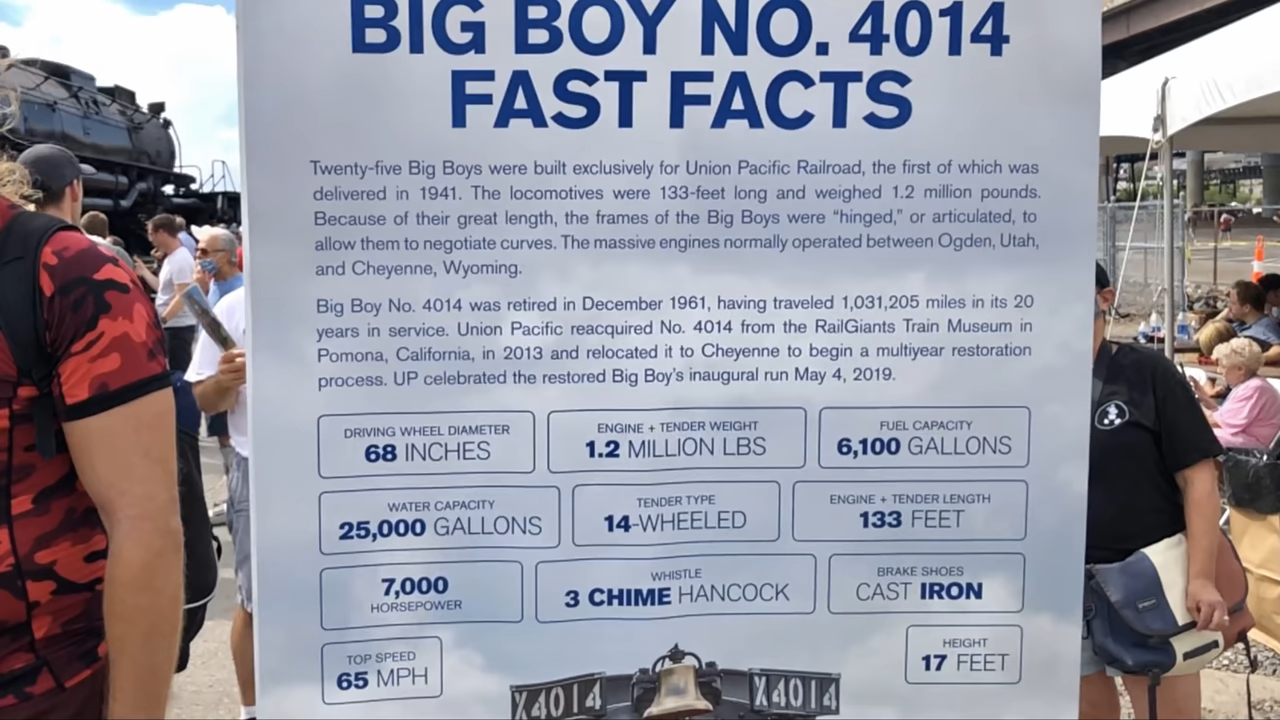 BIG BOY NO. 4014
FAST FACTS
Twenty-five Big Boys were built exclusively for Union Pacific Railroad, the first of which was
delivered in 1941. The locomotives were 133-feet long and weighed 1.2 million pounds.
Because of their great length, the frames of the Big Boys were “hinged,” or articulated, to
allow them to negotiate curves. The massive engines normally operated between Ogden, Utah,
and Cheyenne, Wyoming.
Big Boy No. 4014 was retired in December 1961, having traveled 1,031,205 miles in its 20
years in service. Union Pacific reacquired No. 4014 from the RailGiants Train Museum in
Pomona, California, in 2013 and relocated it to Cheyenne to begin a multiyear restoration
process. UP celebrated the restored Big Boy’s inaugural run May 4, 2019.
DRIVING WHEEL DIAMETER
68 INCHES
ENGINE + TENDER WEIGHT
1.2 MILLION LBS
FUEL CAPACITY
6,100 GALLONS
WATER CAPACITY
25,000 GALLONS
TENDER TYPE
14-WHEELED
ENGINE + TENDER LENGTH
133 FEET
7,000
HORSEPOWER
WHISTLE
3 CHIME HANCOCK
BRAKE SHOES
CAST IRON
TOP SPEED
65 MPH
HEIGHT
17 FEET
X4014
X4014